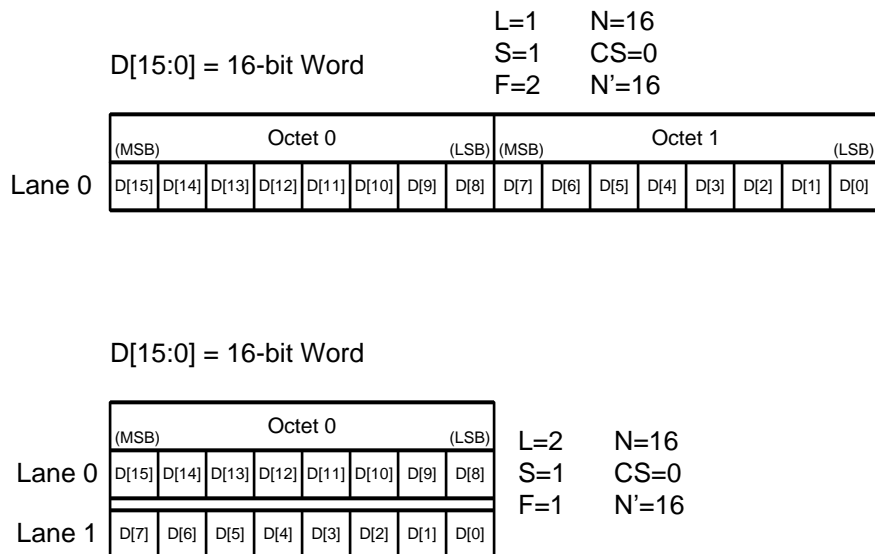 L=1 N=16
D[15:0] = 16-bit Word S=1 CS=0
F=2 N’=16
(MSB) Octet 0 (LSB) (MSB) Octet 1 (LSB)
Lane 0 D[15] D[14] D[13] D[12] D[11] D[10] D[9] D[8] D[7] D[6] D[5] D[4] D[3] D[2] D[1] D[0]
D[15:0] = 16-bit Word
(MSB) Octet 0 (LSB)
L=2 N=16
Lane 0 D[15] D[14] D[13] D[12] D[11] D[10] D[9] D[8] S=1 CS=0
F=1 N’=16
Lane 1 D[7] D[6] D[5] D[4] D[3] D[2] D[1] D[0]